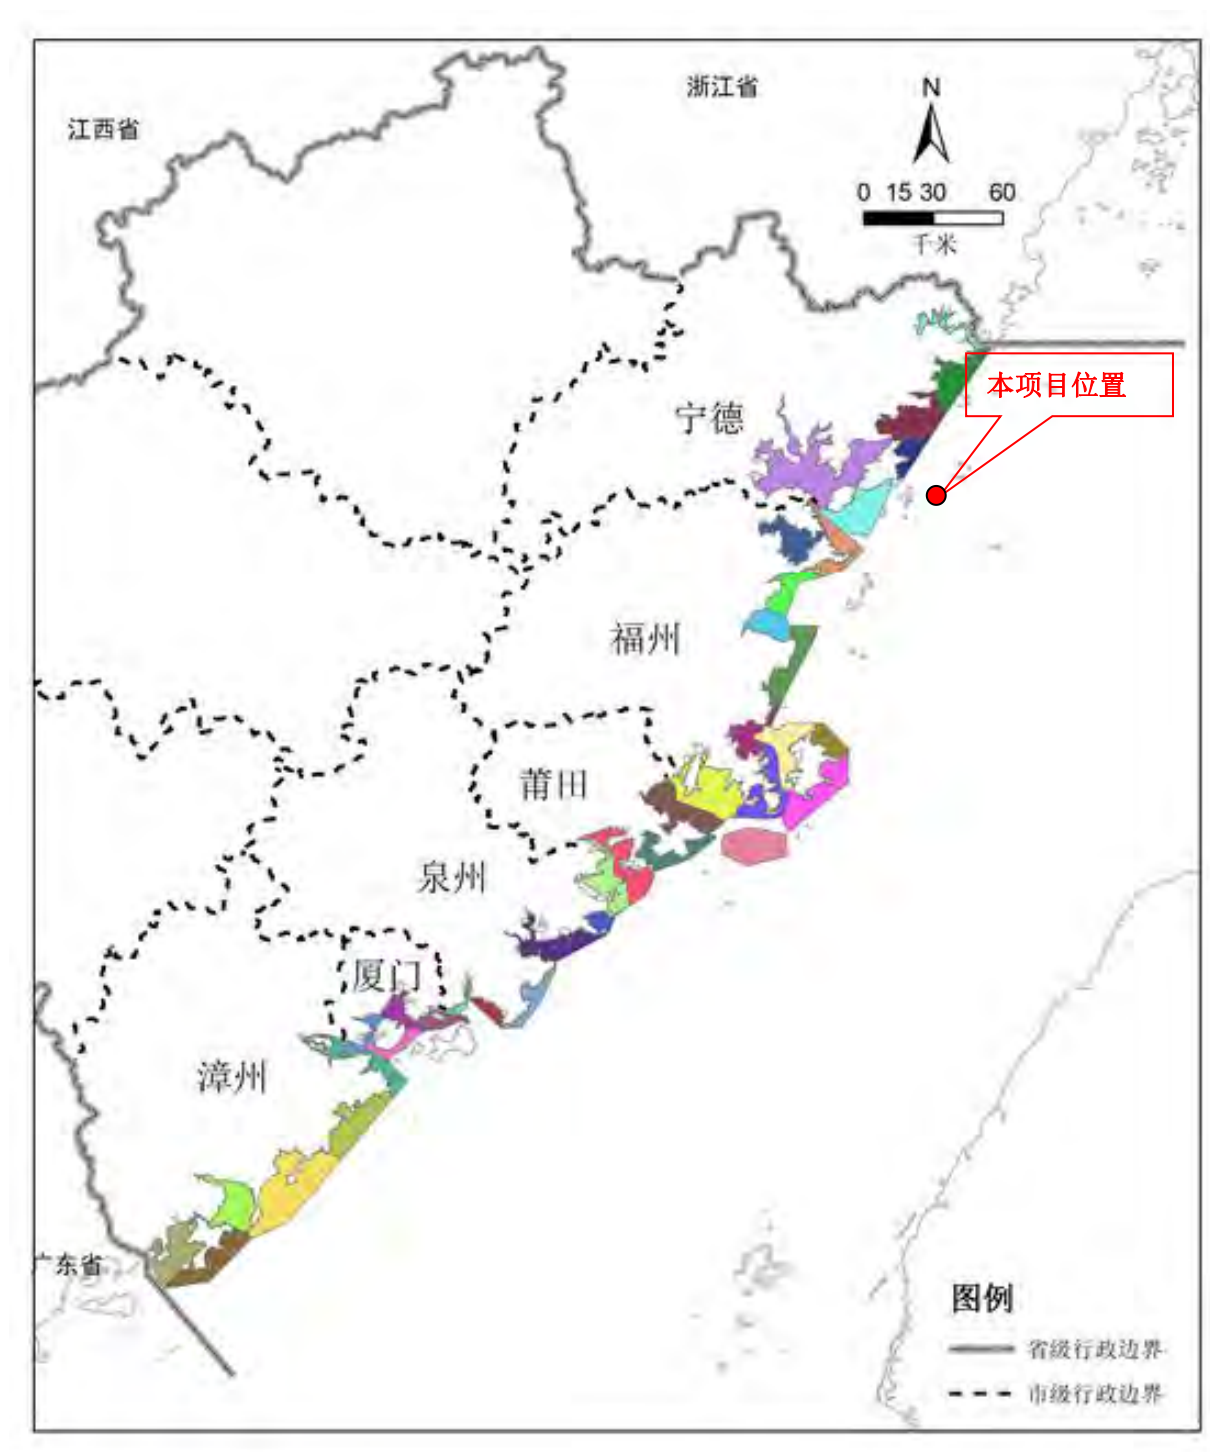 浙江省
江西省
N
0 15 30 60
千米
本项目位置
宁德
福州
莆田
泉州
厦门
漳州
广东省
图例
省级行政边界
市级行政边界